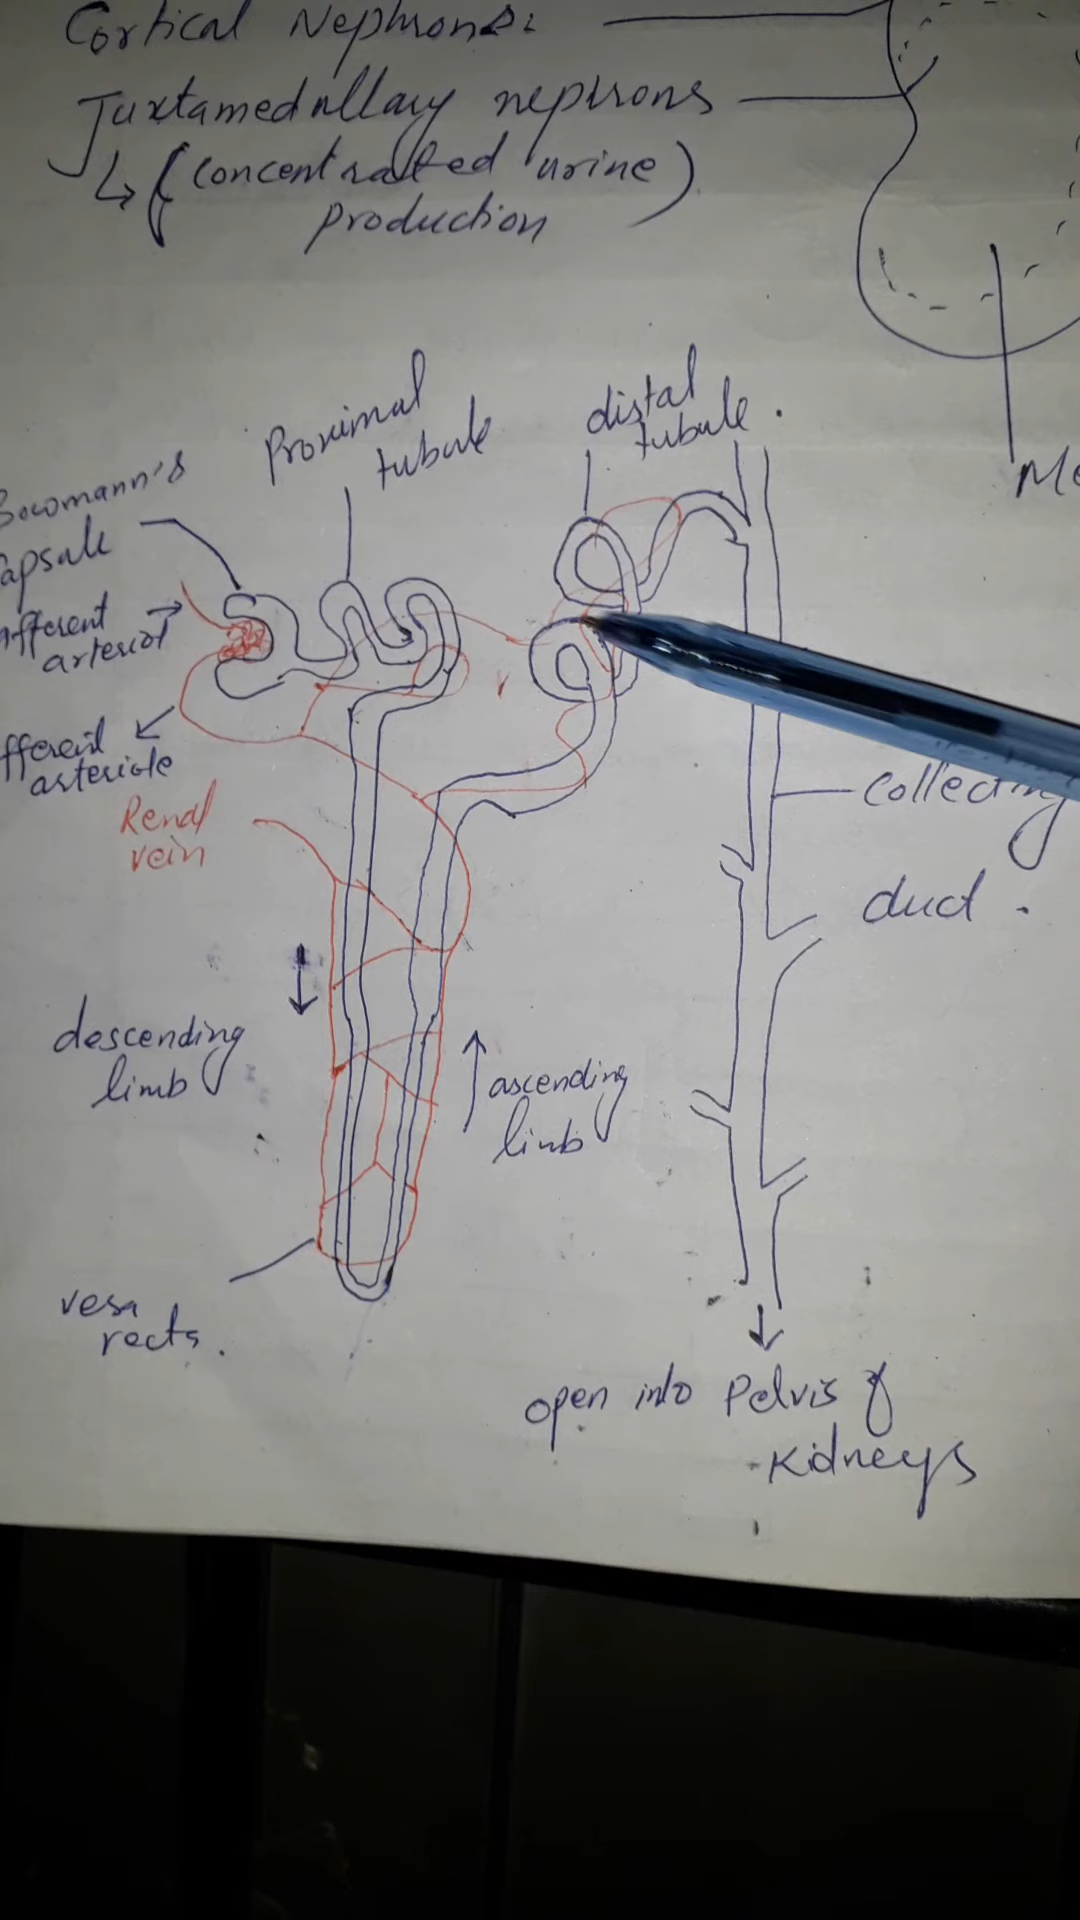 Cortical Nephrons:
Juxtamedullary nephrons
↳ (concentrated urine)
production
Proximal
tubule
distal
tubule.
Bowmann's
Capsule
Afferent →
arteriol
Efferent ←
arteriole
Renal
vein
Me
Collecting
duct.
descending
limb
ascending
limb
vesa
recta.
open into Pelvis of
Kidneys